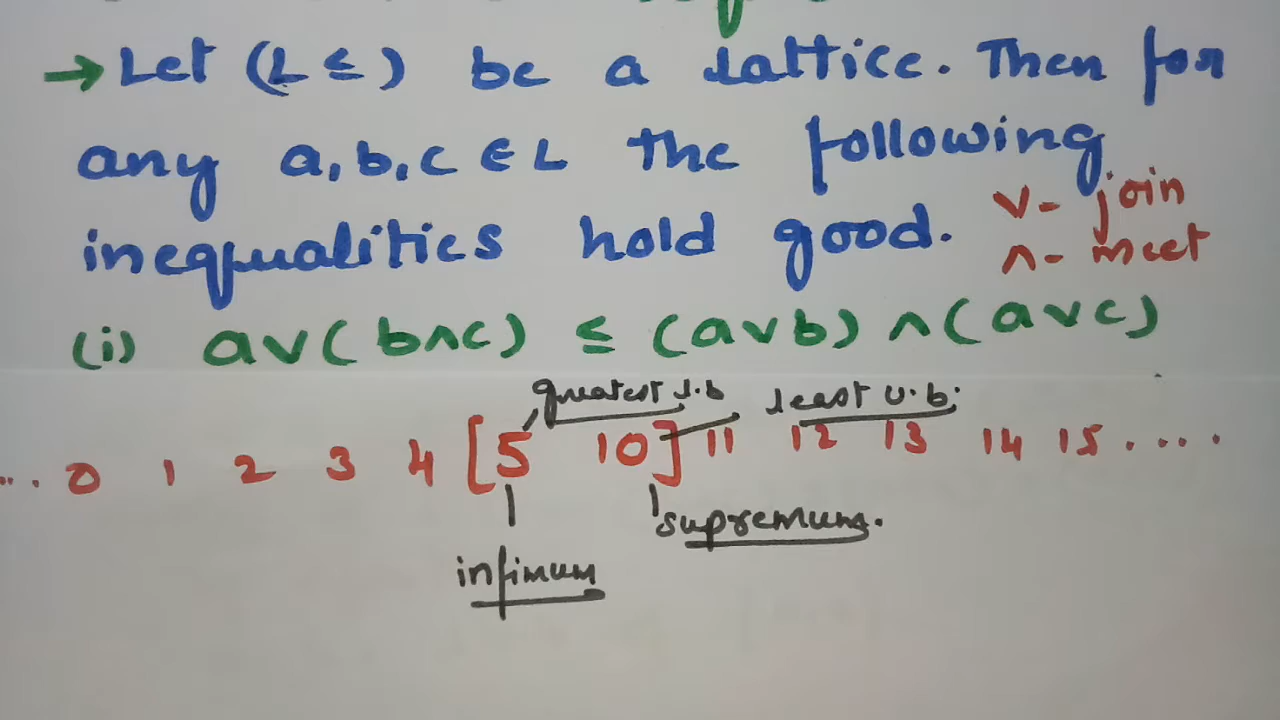 → Let (L ≤) be a lattice. Then for
any a,b,c ∈ L the following
inequalities hold good.
v- join
∧- meet
(i) a∨(b∧c) ≤ (a∨b) ∧ (a∨c)
greatest l.b
least u.b.
... 0 1 2 3 4 [5 10] 11 12 13 14 15 ....
supremum.
infimum